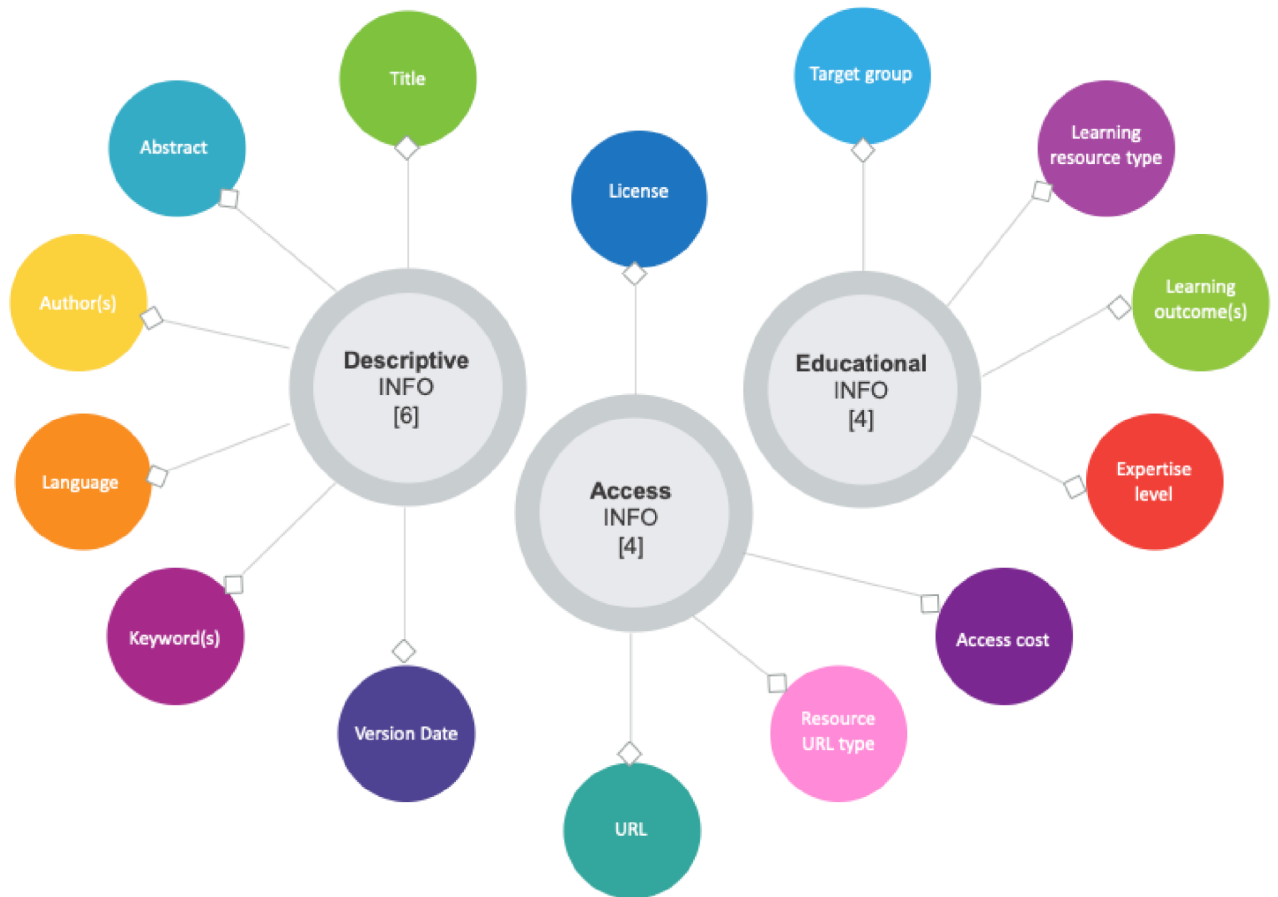 Title
Abstract
Author(s)
Language
Keyword(s)
Version Date
Descriptive
INFO
[6]
License
Access
INFO
[4]
Access cost
Resource
URL type
URL
Target group
Learning
resource type
Learning
outcome(s)
Expertise
level
Educational
INFO
[4]